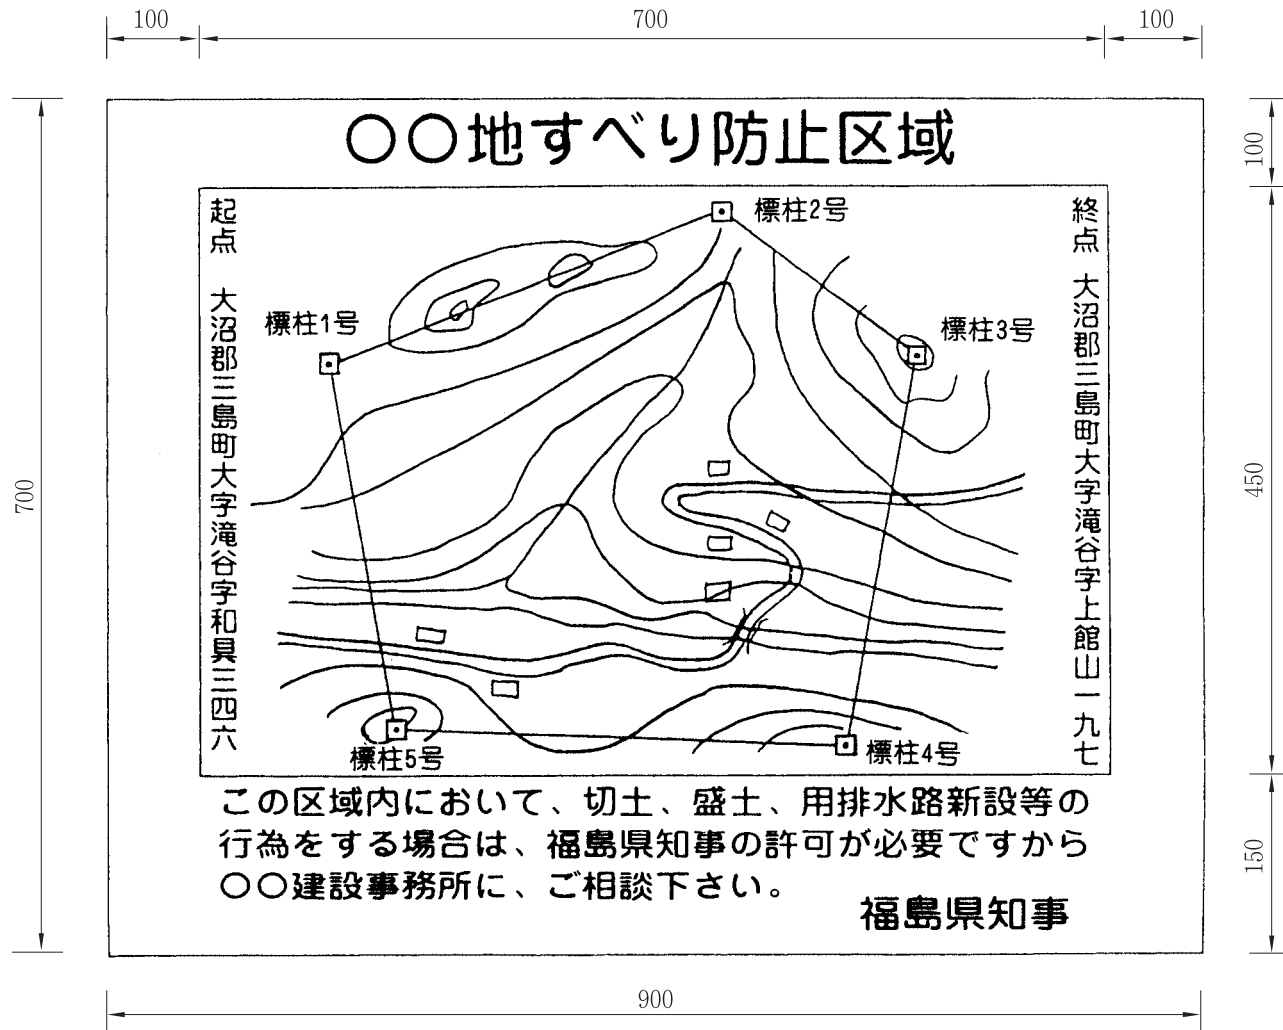 100
700
100
○○地すべり防止区域
起点　大沼郡三島町大字滝谷字和具三四六
標柱1号
標柱2号
標柱3号
標柱4号
標柱5号
終点　大沼郡三島町大字滝谷字上館山一九七
この区域内において、切土、盛土、用排水路新設等の
行為をする場合は、福島県知事の許可が必要ですから
○○建設事務所に、ご相談下さい。
福島県知事
700
100
450
150
900